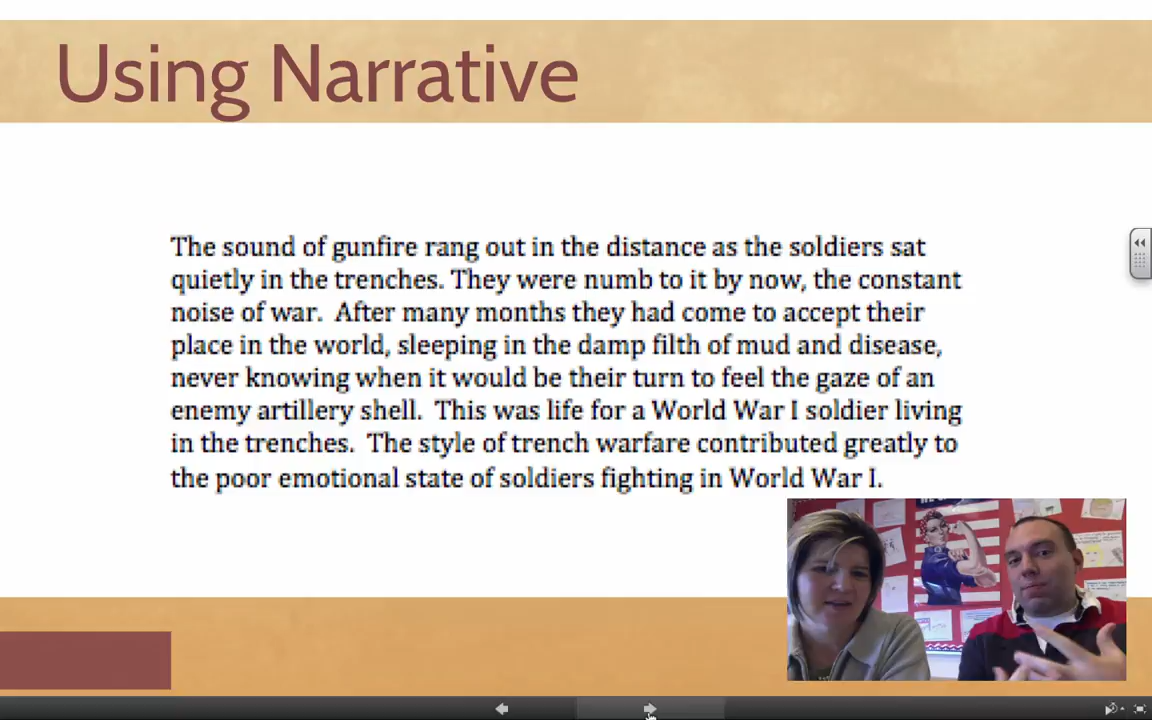 Using Narrative
The sound of gunfire rang out in the distance as the soldiers sat
quietly in the trenches. They were numb to it by now, the constant
noise of war.  After many months they had come to accept their
place in the world, sleeping in the damp filth of mud and disease,
never knowing when it would be their turn to feel the gaze of an
enemy artillery shell.  This was life for a World War I soldier living
in the trenches.  The style of trench warfare contributed greatly to
the poor emotional state of soldiers fighting in World War I.